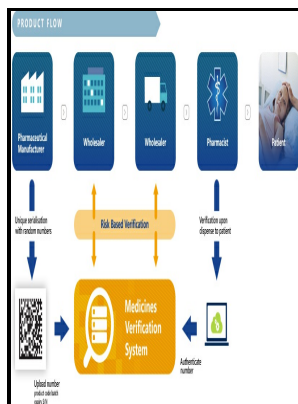 PRODUCT FLOW
Pharmaceutical
Manufacturer
Wholesaler
Wholesaler
Pharmacist
Patient
Unique serialisation
with random numbers
Risk Based Verification
Verification upon
dispense to patient
Medicines
Verification
System
Authenticate
number
Upload number